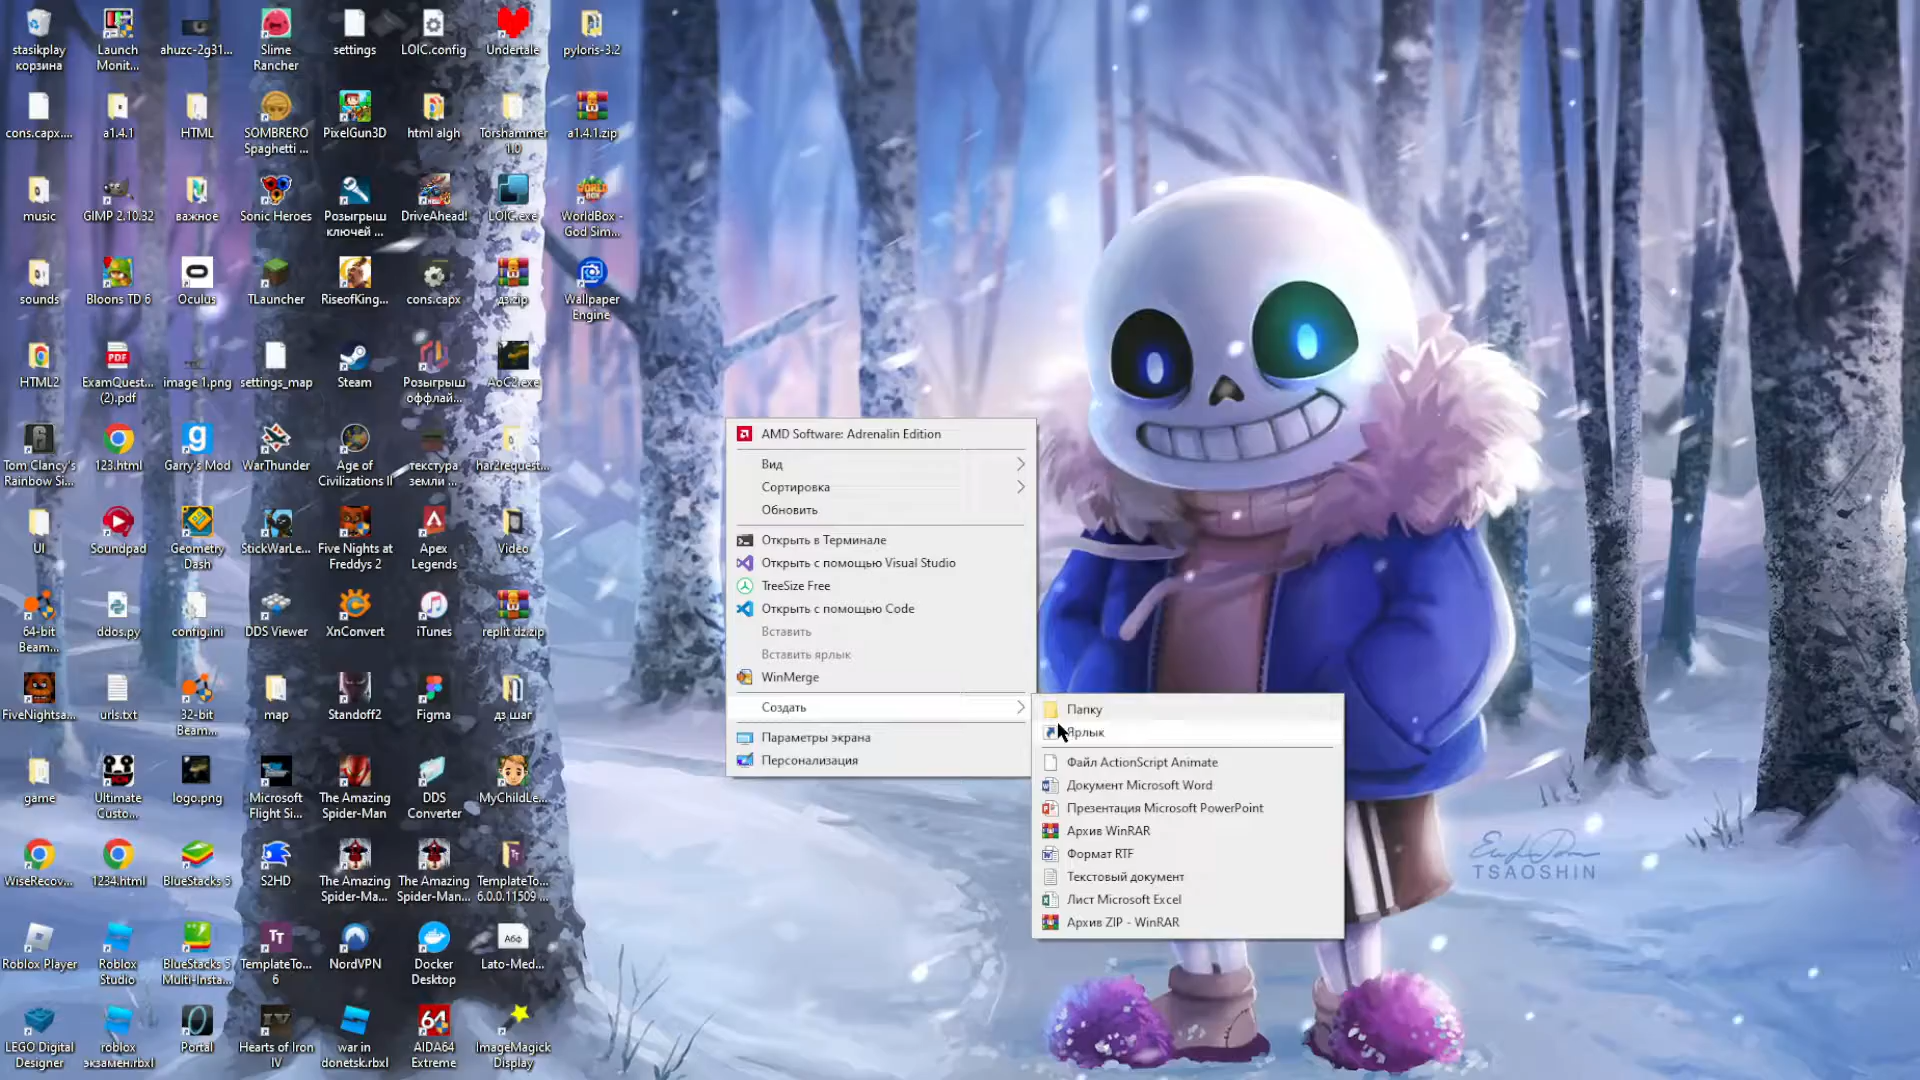 stasikplay
корзина
Launch
Monit...
ahuzc-2g31...
Slime
Rancher
settings
LOIC.config
Undertale
pyloris-3.2
cons.capx....
a1.4.1
HTML
SOMBRERO
Spaghetti ...
PixelGun3D
html algh
Torshammer
1.0
a1.4.1.zip
music
GIMP 2.10.32
важное
Sonic Heroes
Розыгрыш
ключей ...
DriveAhead!
LOIC.exe
WorldBox -
God Sim...
sounds
Bloons TD 6
Oculus
TLauncher
RiseofKing...
cons.capx
дз.zip
Wallpaper
Engine
HTML2
ExamQuest...
(2).pdf
image 1.png
settings_map
Steam
Розыгрыш
оффлай...
AoC2.exe
Tom Clancy's
Rainbow Si...
123.html
Garry's Mod
WarThunder
Age of
Civilizations II
текстура
земли ...
har2request...
UI
Soundpad
Geometry
Dash
StickWarLe...
Five Nights at
Freddys 2
Apex
Legends
Video
64-bit
Beam...
ddos.py
config.ini
DDS Viewer
XnConvert
iTunes
replit dz.zip
FiveNightsa...
urls.txt
32-bit
Beam...
map
Standoff2
Figma
дз шаг
game
Ultimate
Custo...
logo.png
Microsoft
Flight Si...
The Amazing
Spider-Man
DDS
Converter
MyChildLe...
WiseRecov...
1234.html
BlueStacks 5
S2HD
The Amazing
Spider-Ma...
The Amazing
Spider-Man...
TemplateTo...
6.0.0.11509 ...
Roblox Player
Roblox
Studio
BlueStacks 5
Multi-Insta...
TemplateTo...
6
NordVPN
Docker
Desktop
Абф
Lato-Med...
LEGO Digital
Designer
roblox
экзамен.rbxl
Portal
Hearts of Iron
IV
war in
donetsk.rbxl
64
AIDA64
Extreme
ImageMagick
Display
AMD Software: Adrenalin Edition
Вид
Сортировка
Обновить
Открыть в Терминале
Открыть с помощью Visual Studio
TreeSize Free
Открыть с помощью Code
Вставить
Вставить ярлык
WinMerge
Создать
Параметры экрана
Персонализация
Папку
Ярлык
Файл ActionScript Animate
Документ Microsoft Word
Презентация Microsoft PowerPoint
Архив WinRAR
Формат RTF
Текстовый документ
Лист Microsoft Excel
Архив ZIP - WinRAR
TSAOSHIN